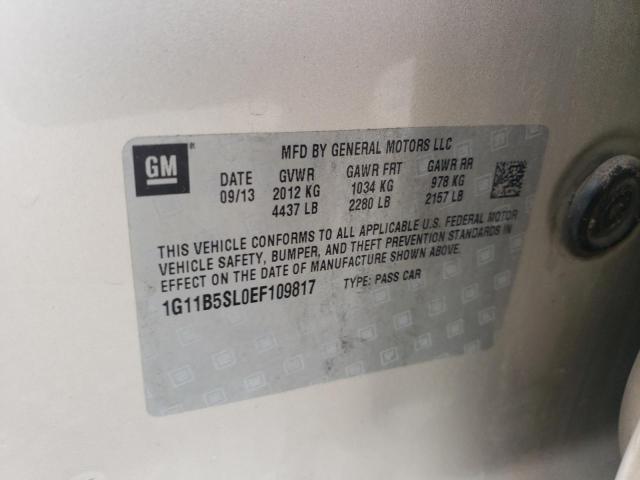 GM
MFD BY GENERAL MOTORS LLC
DATE GVWR GAWR FRT GAWR RR
09/13 2012 KG 1034 KG 978 KG
4437 LB 2280 LB 2157 LB
THIS VEHICLE CONFORMS TO ALL APPLICABLE U.S. FEDERAL MOTOR
VEHICLE SAFETY, BUMPER, AND THEFT PREVENTION STANDARDS IN
EFFECT ON THE DATE OF MANUFACTURE SHOWN ABOVE.
1G11B5SL0EF109817 TYPE: PASS CAR